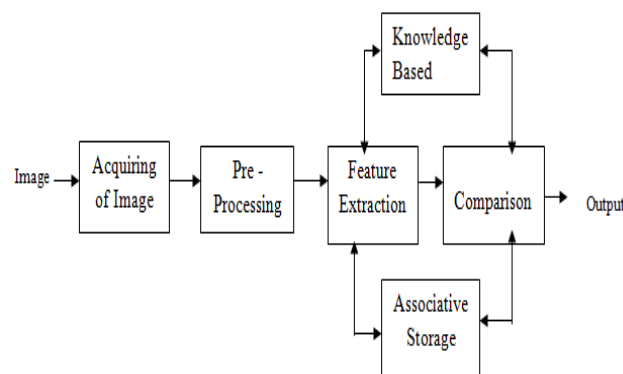 Knowledge
Based
Image
Acquiring
of Image
Pre -
Processing
Feature
Extraction
Comparison
Output
Associative
Storage